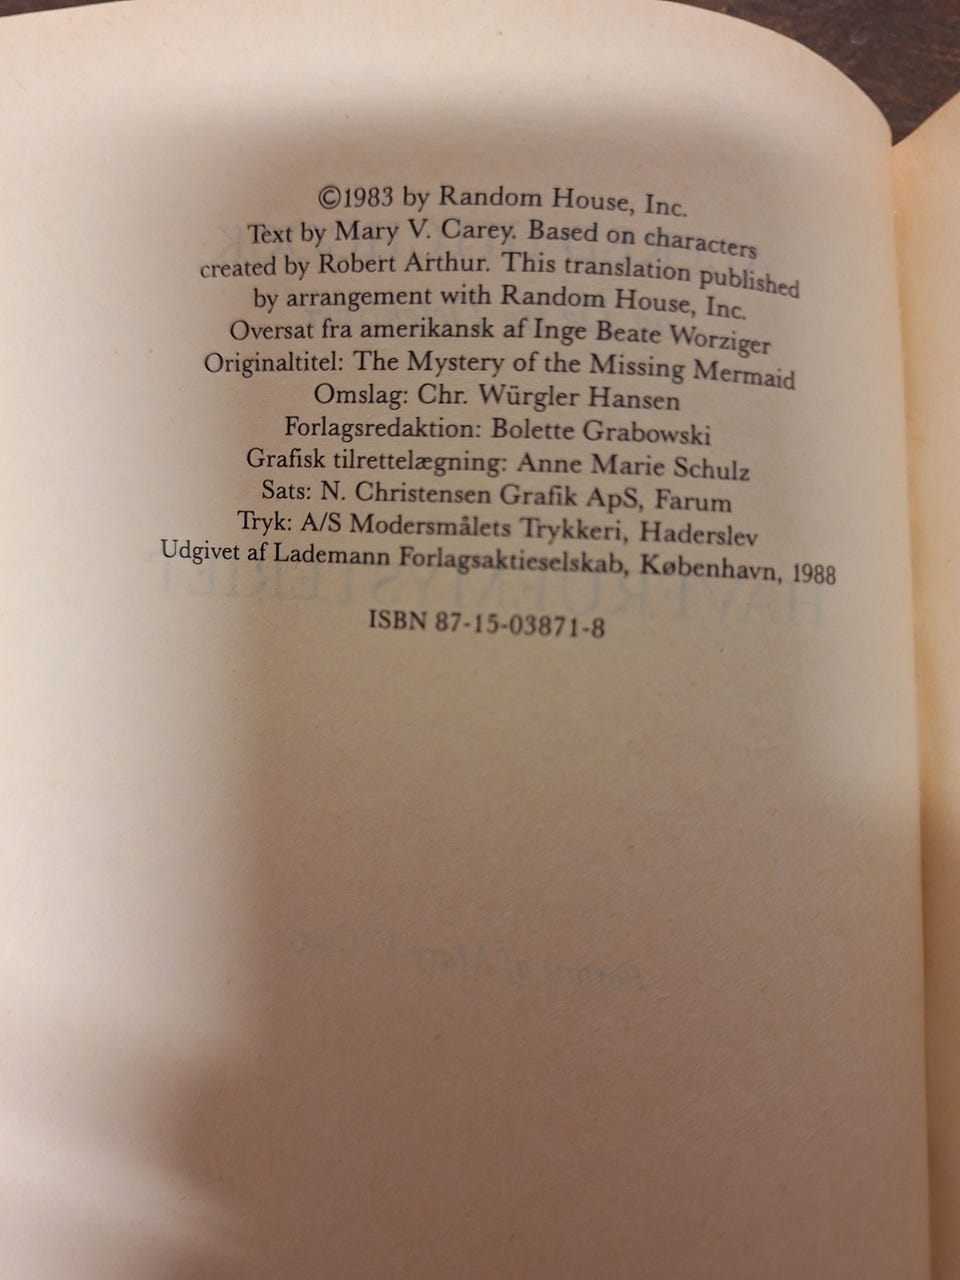 ©1983 by Random House, Inc.
Text by Mary V. Carey. Based on characters
created by Robert Arthur. This translation published
by arrangement with Random House, Inc.
Oversat fra amerikansk af Inge Beate Worziger
Originaltitel: The Mystery of the Missing Mermaid
Omslag: Chr. Würgler Hansen
Forlagsredaktion: Bolette Grabowski
Grafisk tilrettelægning: Anne Marie Schulz
Sats: N. Christensen Grafik ApS, Farum
Tryk: A/S Modersmålets Trykkeri, Haderslev
Udgivet af Lademann Forlagsaktieselskab, København, 1988
ISBN 87-15-03871-8